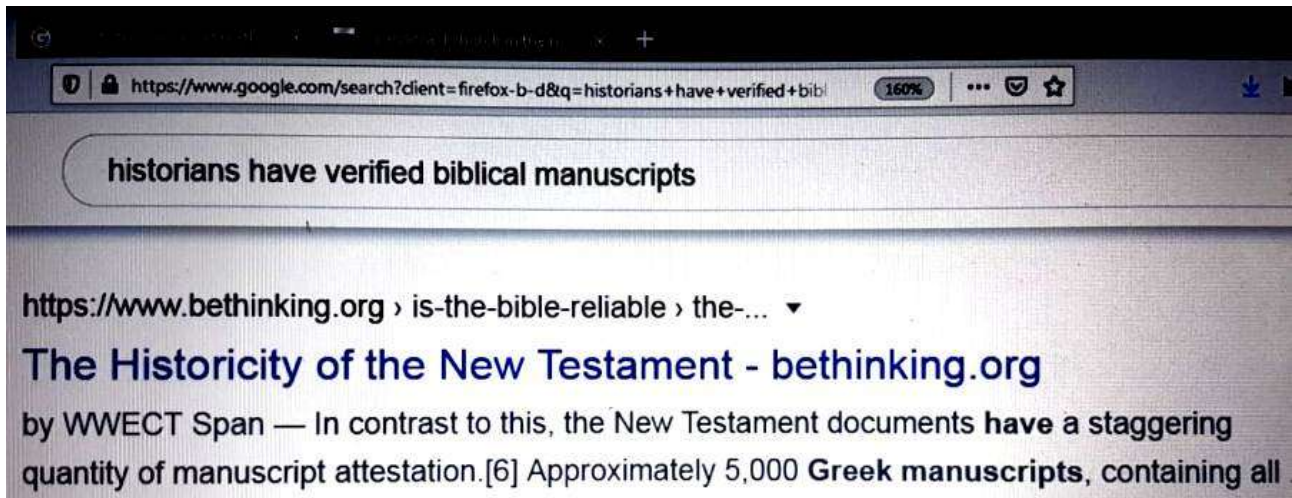 G
+
https://www.google.com/search?client=firefox-b-d&q=historians+have+verified+bibl 160% ...
historians have verified biblical manuscripts
https://www.bethinking.org › is-the-bible-reliable › the-... ▼
The Historicity of the New Testament - bethinking.org
by WWECT Span — In contrast to this, the New Testament documents have a staggering
quantity of manuscript attestation.[6] Approximately 5,000 Greek manuscripts, containing all